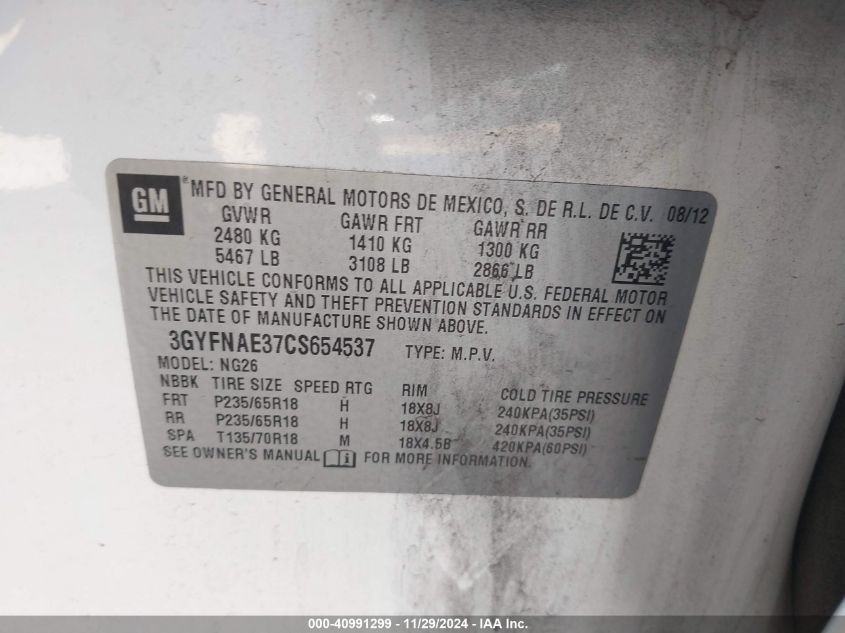 GM
®MFD BY GENERAL MOTORS DE MEXICO, S. DE R.L. DE C.V. 08/12
GVWR GAWR FRT GAWR RR
2480 KG 1410 KG 1300 KG
5467 LB 3108 LB 2866 LB
THIS VEHICLE CONFORMS TO ALL APPLICABLE U.S. FEDERAL MOTOR
VEHICLE SAFETY AND THEFT PREVENTION STANDARDS IN EFFECT ON
THE DATE OF MANUFACTURE SHOWN ABOVE.
3GYFNAE37CS654537 TYPE: M.P.V.
MODEL: NG26
NBBK TIRE SIZE SPEED RTG RIM COLD TIRE PRESSURE
FRT P235/65R18 H 18X8J 240KPA(35PSI)
RR P235/65R18 H 18X8J 240KPA(35PSI)
SPA T135/70R18 M 18X4.5B 420KPA(60PSI)
SEE OWNER'S MANUAL FOR MORE INFORMATION.
000-40991299 - 11/29/2024 - IAA Inc.